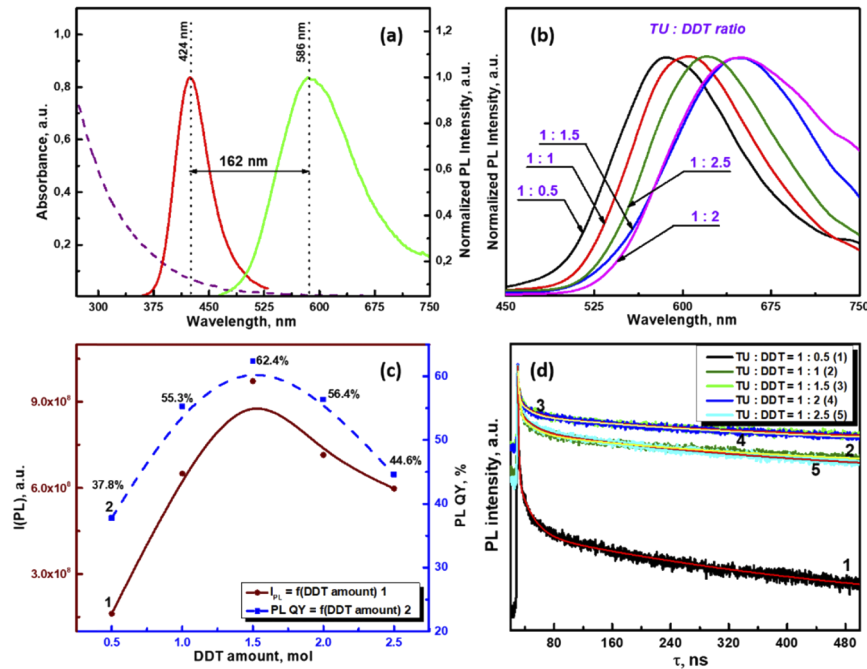 (a)
424 nm
586 nm
162 nm
1,0
0,8
0,6
0,4
0,2
Absorbance, a.u.
300 375 450 525 600 675 750
Wavelength, nm
1,2
1,0
0,8
0,6
0,4
0,2
Normalized PL Intensity, a.u.
(b)
TU : DDT ratio
1 : 1.5
1 : 1
1 : 0.5
1 : 2.5
1 : 2
Normalized PL Intensity, a.u.
450 525 600 675 750
Wavelength, nm
(c)
62.4%
55.3%
56.4%
44.6%
37.8%
2
1
9.0x10⁸
6.0x10⁸
3.0x10⁸
I(PL), a.u.
60
50
40
30
20
PL QY, %
I_PL = f(DDT amount) 1
PL QY = f(DDT amount) 2
0.5 1.0 1.5 2.0 2.5
DDT amount, mol
(d)
TU : DDT = 1 : 0.5 (1)
TU : DDT = 1 : 1 (2)
TU : DDT = 1 : 1.5 (3)
TU : DDT = 1 : 2 (4)
TU : DDT = 1 : 2.5 (5)
3
4
2
5
1
PL intensity, a.u.
80 160 240 320 400 480
τ, ns